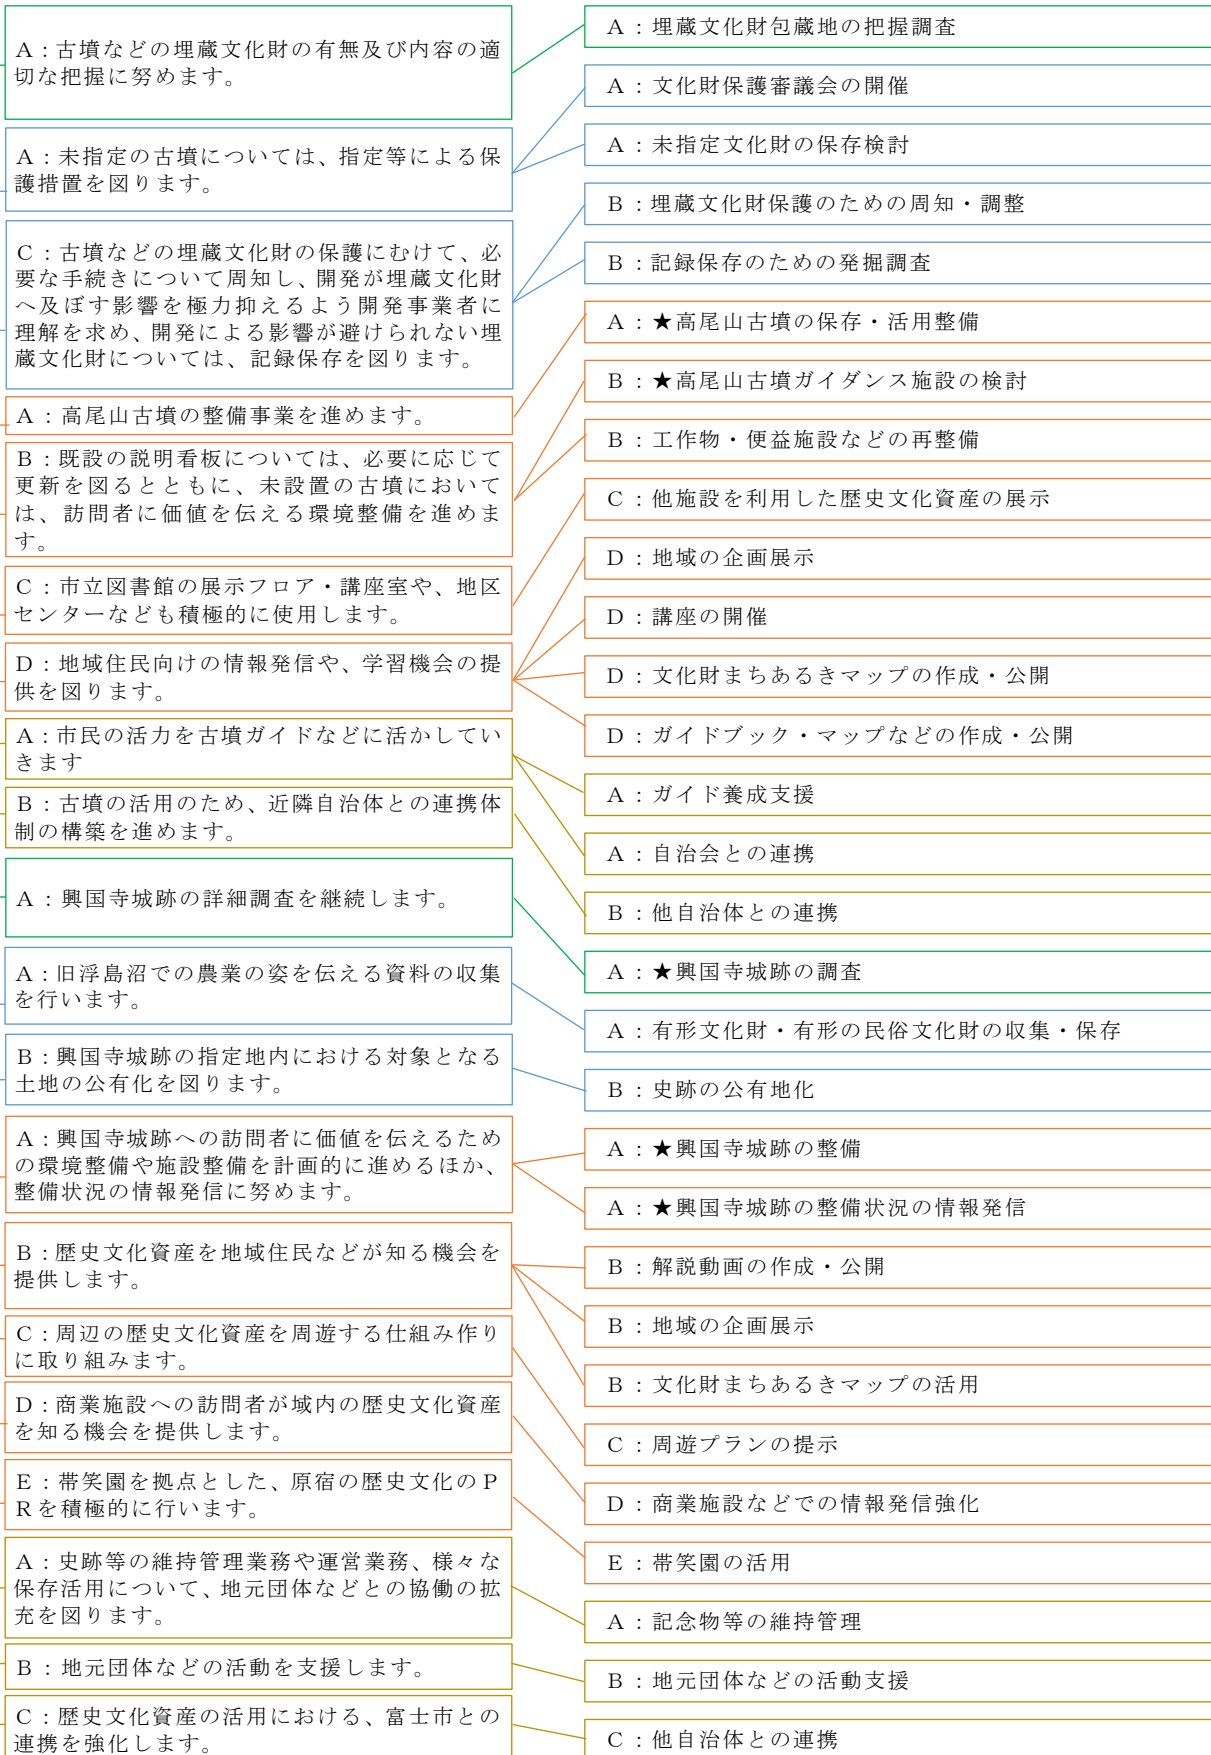 A：古墳などの埋蔵文化財の有無及び内容の適
切な把握に努めます。
A：未指定の古墳については、指定等による保
護措置を図ります。
C：古墳などの埋蔵文化財の保護にむけて、必
要な手続きについて周知し、開発が埋蔵文化財
へ及ぼす影響を極力抑えるよう開発事業者に
理解を求め、開発による影響が避けられない埋
蔵文化財については、記録保存を図ります。
A：高尾山古墳の整備事業を進めます。
B：既設の説明看板については、必要に応じて
更新を図るとともに、未設置の古墳において
は、訪問者に価値を伝える環境整備を進めま
す。
C：市立図書館の展示フロア・講座室や、地区
センターなども積極的に使用します。
D：地域住民向けの情報発信や、学習機会の提
供を図ります。
A：市民の活力を古墳ガイドなどに活かしてい
きます
B：古墳の活用のため、近隣自治体との連携体
制の構築を進めます。
A：興国寺城跡の詳細調査を継続します。
A：旧浮島沼での農業の姿を伝える資料の収集
を行います。
B：興国寺城跡の指定地内における対象となる
土地の公有化を図ります。
A：興国寺城跡への訪問者に価値を伝えるため
の環境整備や施設整備を計画的に進めるほか、
整備状況の情報発信に努めます。
B：歴史文化資産を地域住民などが知る機会を
提供します。
C：周辺の歴史文化資産を周遊する仕組み作り
に取り組みます。
D：商業施設への訪問者が域内の歴史文化資産
を知る機会を提供します。
E：帯笑園を拠点とした、原宿の歴史文化のP
Rを積極的に行います。
A：史跡等の維持管理業務や運営業務、様々な
保存活用について、地元団体などとの協働の拡
充を図ります。
B：地元団体などの活動を支援します。
C：歴史文化資産の活用における、富士市との
連携を強化します。
A：埋蔵文化財包蔵地の把握調査
A：文化財保護審議会の開催
A：未指定文化財の保存検討
B：埋蔵文化財保護のための周知・調整
B：記録保存のための発掘調査
A：★高尾山古墳の保存・活用整備
B：★高尾山古墳ガイダンス施設の検討
B：工作物・便益施設などの再整備
C：他施設を利用した歴史文化資産の展示
D：地域の企画展示
D：講座の開催
D：文化財まちあるきマップの作成・公開
D：ガイドブック・マップなどの作成・公開
A：ガイド養成支援
A：自治会との連携
B：他自治体との連携
A：★興国寺城跡の調査
A：有形文化財・有形の民俗文化財の収集・保存
B：史跡の公有地化
A：★興国寺城跡の整備
A：★興国寺城跡の整備状況の情報発信
B：解説動画の作成・公開
B：地域の企画展示
B：文化財まちあるきマップの活用
C：周遊プランの提示
D：商業施設などでの情報発信強化
E：帯笑園の活用
A：記念物等の維持管理
B：地元団体などの活動支援
C：他自治体との連携